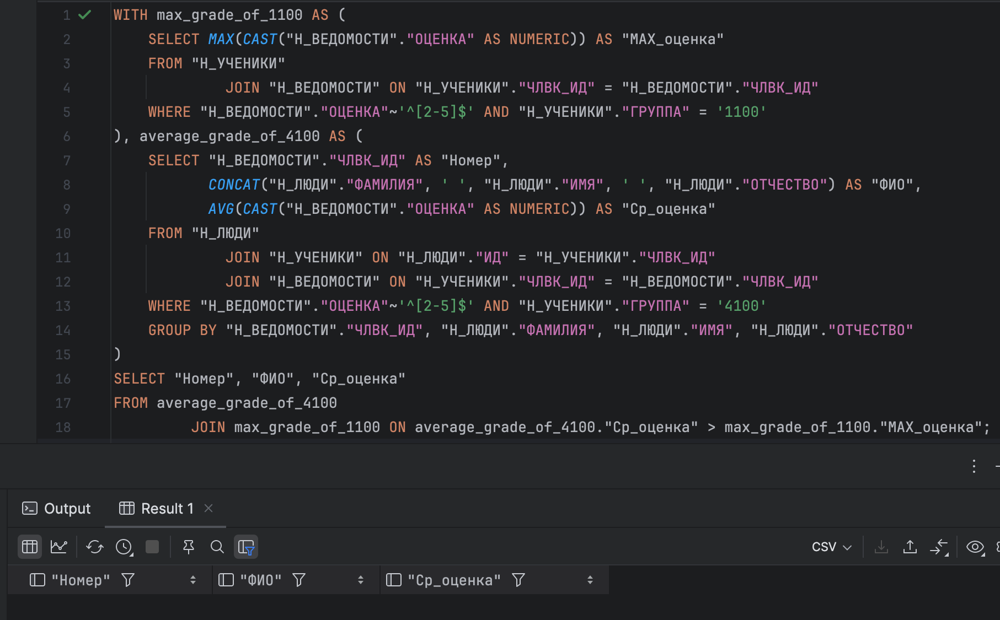 1 WITH max_grade_of_1100 AS (
2 SELECT MAX(CAST("Н_ВЕДОМОСТИ"."ОЦЕНКА" AS NUMERIC)) AS "MAX_оценка"
3 FROM "Н_УЧЕНИКИ"
4 JOIN "Н_ВЕДОМОСТИ" ON "Н_УЧЕНИКИ"."ЧЛВК_ИД" = "Н_ВЕДОМОСТИ"."ЧЛВК_ИД"
5 WHERE "Н_ВЕДОМОСТИ"."ОЦЕНКА"~'^[2-5]$' AND "Н_УЧЕНИКИ"."ГРУППА" = '1100'
6 ), average_grade_of_4100 AS (
7 SELECT "Н_ВЕДОМОСТИ"."ЧЛВК_ИД" AS "Номер",
8 CONCAT("Н_ЛЮДИ"."ФАМИЛИЯ", ' ', "Н_ЛЮДИ"."ИМЯ", ' ', "Н_ЛЮДИ"."ОТЧЕСТВО") AS "ФИО",
9 AVG(CAST("Н_ВЕДОМОСТИ"."ОЦЕНКА" AS NUMERIC)) AS "Ср_оценка"
10 FROM "Н_ЛЮДИ"
11 JOIN "Н_УЧЕНИКИ" ON "Н_ЛЮДИ"."ИД" = "Н_УЧЕНИКИ"."ЧЛВК_ИД"
12 JOIN "Н_ВЕДОМОСТИ" ON "Н_УЧЕНИКИ"."ЧЛВК_ИД" = "Н_ВЕДОМОСТИ"."ЧЛВК_ИД"
13 WHERE "Н_ВЕДОМОСТИ"."ОЦЕНКА"~'^[2-5]$' AND "Н_УЧЕНИКИ"."ГРУППА" = '4100'
14 GROUP BY "Н_ВЕДОМОСТИ"."ЧЛВК_ИД", "Н_ЛЮДИ"."ФАМИЛИЯ", "Н_ЛЮДИ"."ИМЯ", "Н_ЛЮДИ"."ОТЧЕСТВО"
15 )
16 SELECT "Номер", "ФИО", "Ср_оценка"
17 FROM average_grade_of_4100
18 JOIN max_grade_of_1100 ON average_grade_of_4100."Ср_оценка" > max_grade_of_1100."MAX_оценка";
Output Result 1
CSV
"Номер" "ФИО" "Ср_оценка"